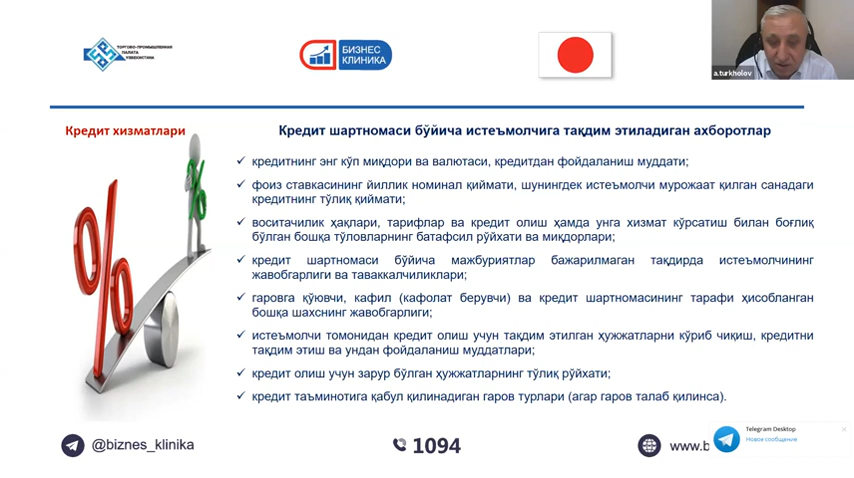 ТОРГОВО-ПРОМЫШЛЕННАЯ
ПАЛАТА
УЗБЕКИСТАНА
БИЗНЕС
КЛИНИКА
a.turkholov
Кредит хизматлари
Кредит шартномаси бўйича истеъмолчига тақдим этиладиган ахборотлар
✓ кредитнинг энг кўп миқдори ва валютаси, кредитдан фойдаланиш муддати;
✓ фоиз ставкасининг йиллик номинал қиймати, шунингдек истеъмолчи мурожаат қилган санадаги
кредитнинг тўлиқ қиймати;
✓ воситачилик ҳақлари, тарифлар ва кредит олиш ҳамда унга хизмат кўрсатиш билан боғлиқ
бўлган бошқа тўловларнинг батафсил рўйхати ва миқдорлари;
✓ кредит шартномаси бўйича мажбуриятлар бажарилмаган тақдирда истеъмолчининг
жавобгарлиги ва таваккалчиликлари;
✓ гаровга қўювчи, кафил (кафолат берувчи) ва кредит шартномасининг тарафи ҳисобланган
бошқа шахснинг жавобгарлиги;
✓ истеъмолчи томонидан кредит олиш учун тақдим этилган ҳужжатларни кўриб чиқиш, кредитни
тақдим этиш ва ундан фойдаланиш муддатлари;
✓ кредит олиш учун зарур бўлган ҳужжатларнинг тўлиқ рўйхати;
✓ кредит таъминотига қабул қилинадиган гаров турлари (агар гаров талаб қилинса).
@biznes_klinika
1094
www.b
Telegram Desktop
Новое сообщение